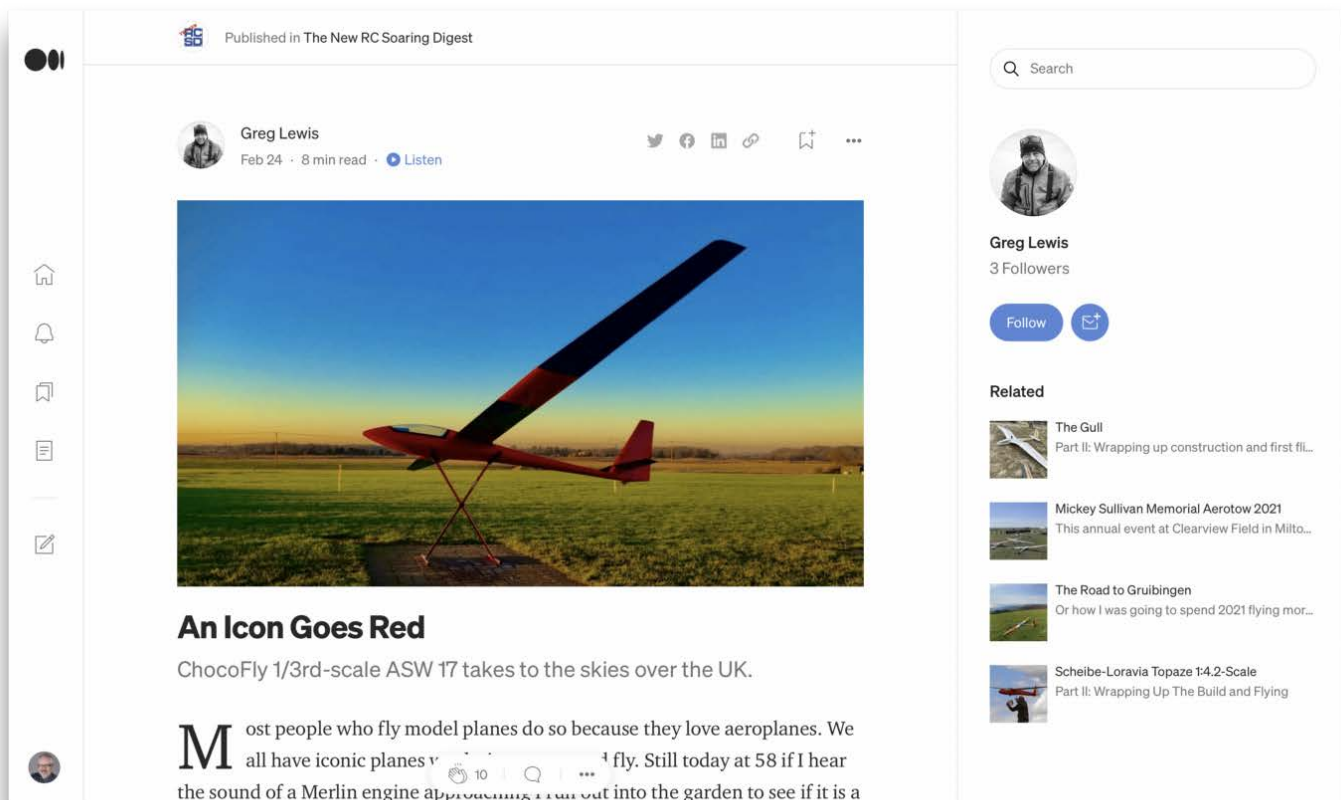 RC
SD
Published in The New RC Soaring Digest
Search
Greg Lewis
Feb 24 · 8 min read · Listen
Greg Lewis
3 Followers
Follow
Related
The Gull
Part II: Wrapping up construction and first fli...
Mickey Sullivan Memorial Aerotow 2021
This annual event at Clearview Field in Milto...
The Road to Gruibingen
Or how I was going to spend 2021 flying mor...
Scheibe-Loravia Topaze 1:4.2-Scale
Part II: Wrapping Up The Build and Flying
An Icon Goes Red
ChocoFly 1/3rd-scale ASW 17 takes to the skies over the UK.
Most people who fly model planes do so because they love aeroplanes. We
all have iconic planes fly. Still today at 58 if I hear
the sound of a Merlin engine approaching I run out into the garden to see if it is a
10